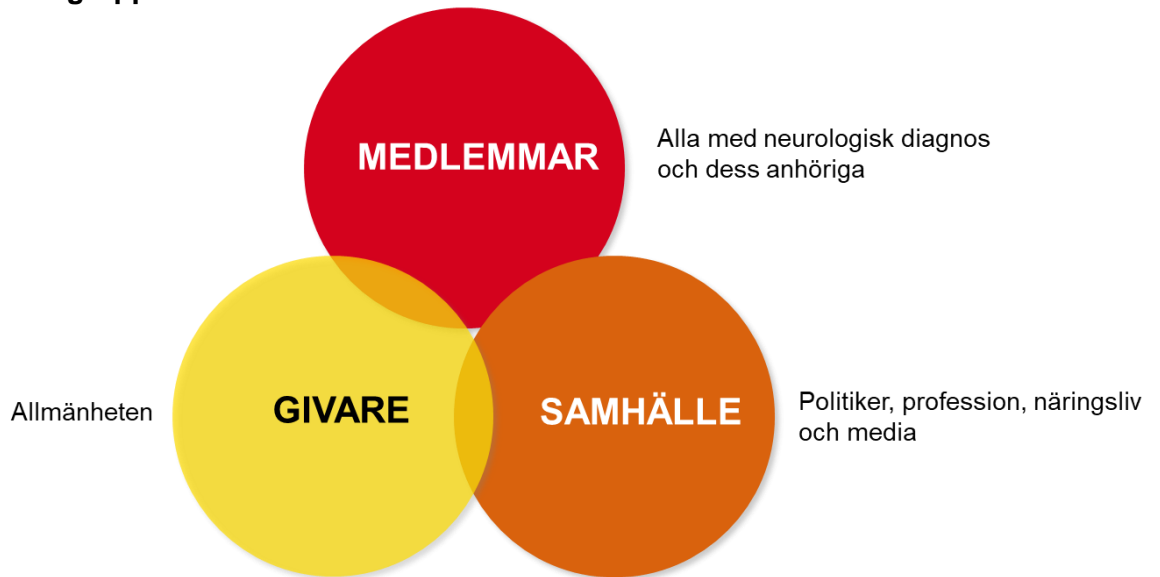 MEDLEMMAR
Alla med neurologisk diagnos
och dess anhöriga
Allmänheten
GIVARE
SAMHÄLLE
Politiker, profession, näringsliv
och media